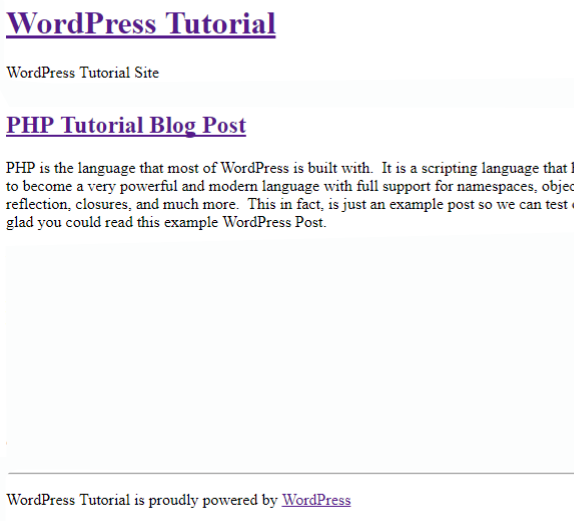 WordPress Tutorial
WordPress Tutorial Site
PHP Tutorial Blog Post
PHP is the language that most of WordPress is built with.  It is a scripting language that
to become a very powerful and modern language with full support for namespaces,
reflection, closures, and much more.  This in fact, is just an example post so we can test
glad you could read this example WordPress Post.
WordPress Tutorial is proudly powered by WordPress